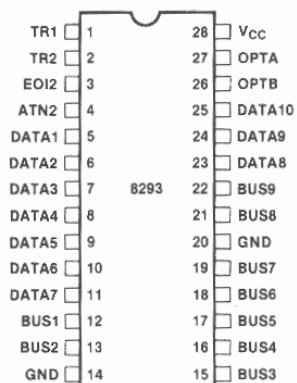 TR1 1 28 VCC
TR2 2 27 OPTA
EOI2 3 26 OPTB
ATN2 4 25 DATA10
DATA1 5 24 DATA9
DATA2 6 23 DATA8
DATA3 7 8293 22 BUS9
DATA4 8 21 BUS8
DATA5 9 20 GND
DATA6 10 19 BUS7
DATA7 11 18 BUS6
BUS1 12 17 BUS5
BUS2 13 16 BUS4
GND 14 15 BUS3